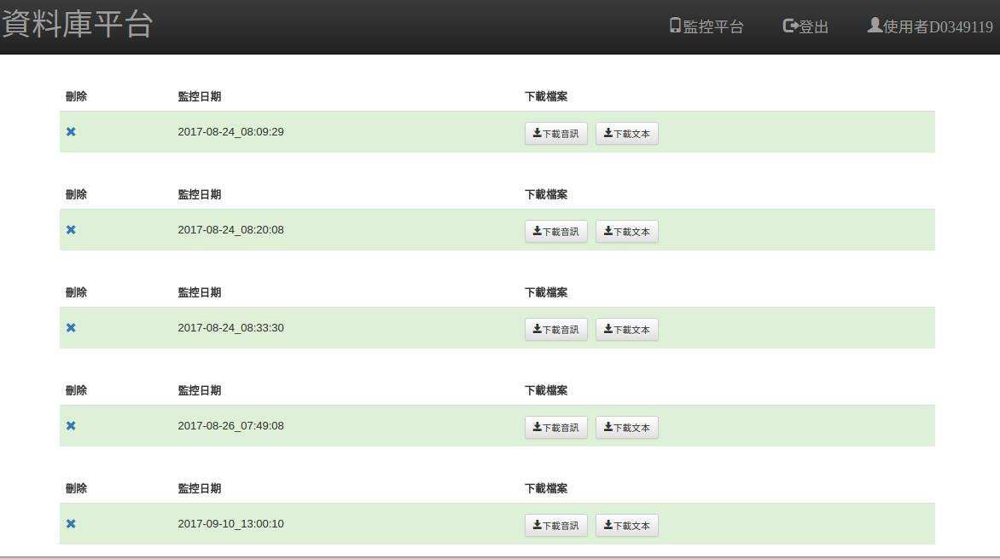 資料庫平台
監控平台 登出 使用者D0349119
刪除 監控日期 下載檔案
2017-08-24_08:09:29 下載音訊 下載文本
刪除 監控日期 下載檔案
2017-08-24_08:20:08 下載音訊 下載文本
刪除 監控日期 下載檔案
2017-08-24_08:33:30 下載音訊 下載文本
刪除 監控日期 下載檔案
2017-08-26_07:49:08 下載音訊 下載文本
刪除 監控日期 下載檔案
2017-09-10_13:00:10 下載音訊 下載文本